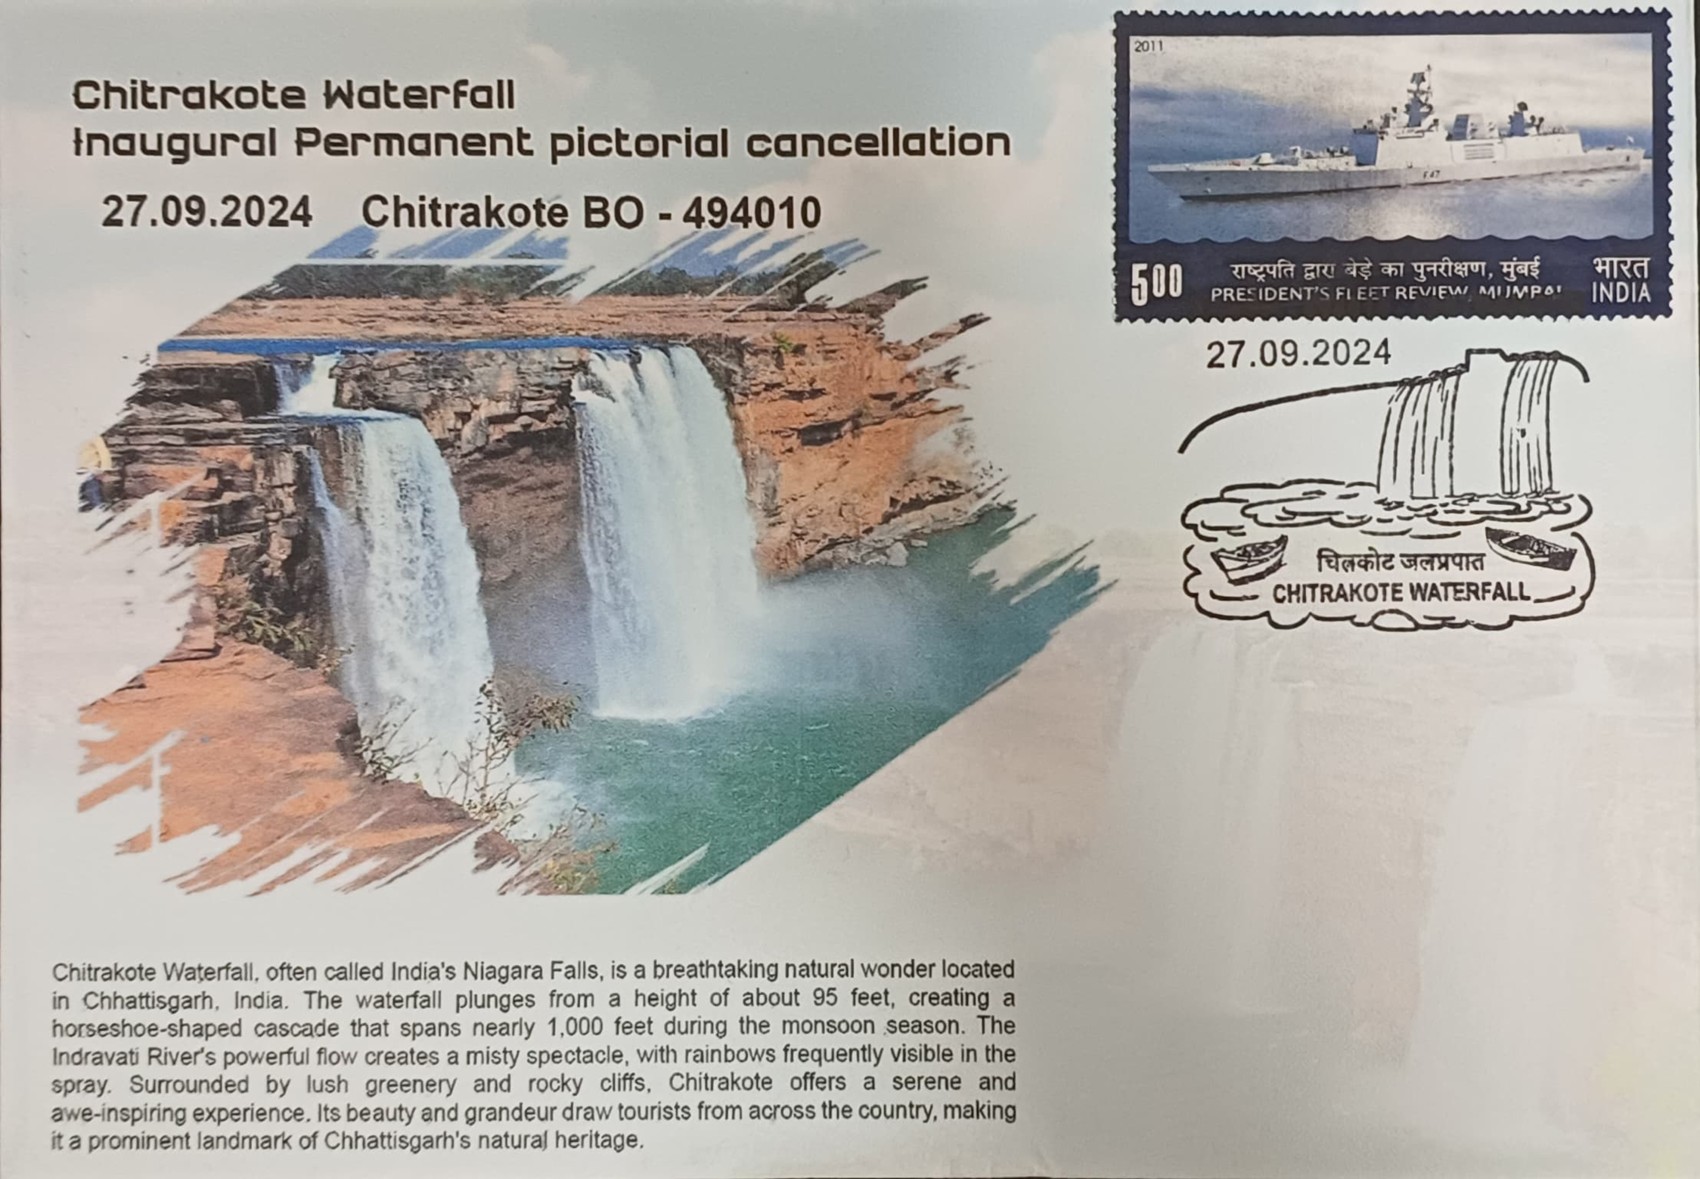 Chitrakote Waterfall
Inaugural Permanent pictorial cancellation
27.09.2024 Chitrakote BO - 494010
2011
F47
500
राष्ट्रपति द्वारा बेड़े का पुनरीक्षण, मुंबई
PRESIDENT'S FLEET REVIEW, MUMBAI
भारत
INDIA
27.09.2024
चित्रकोट जलप्रपात
CHITRAKOTE WATERFALL
Chitrakote Waterfall, often called India's Niagara Falls, is a breathtaking natural wonder located
in Chhattisgarh, India. The waterfall plunges from a height of about 95 feet, creating a
horseshoe-shaped cascade that spans nearly 1,000 feet during the monsoon season. The
Indravati River's powerful flow creates a misty spectacle, with rainbows frequently visible in the
spray. Surrounded by lush greenery and rocky cliffs, Chitrakote offers a serene and
awe-inspiring experience. Its beauty and grandeur draw tourists from across the country, making
it a prominent landmark of Chhattisgarh's natural heritage.